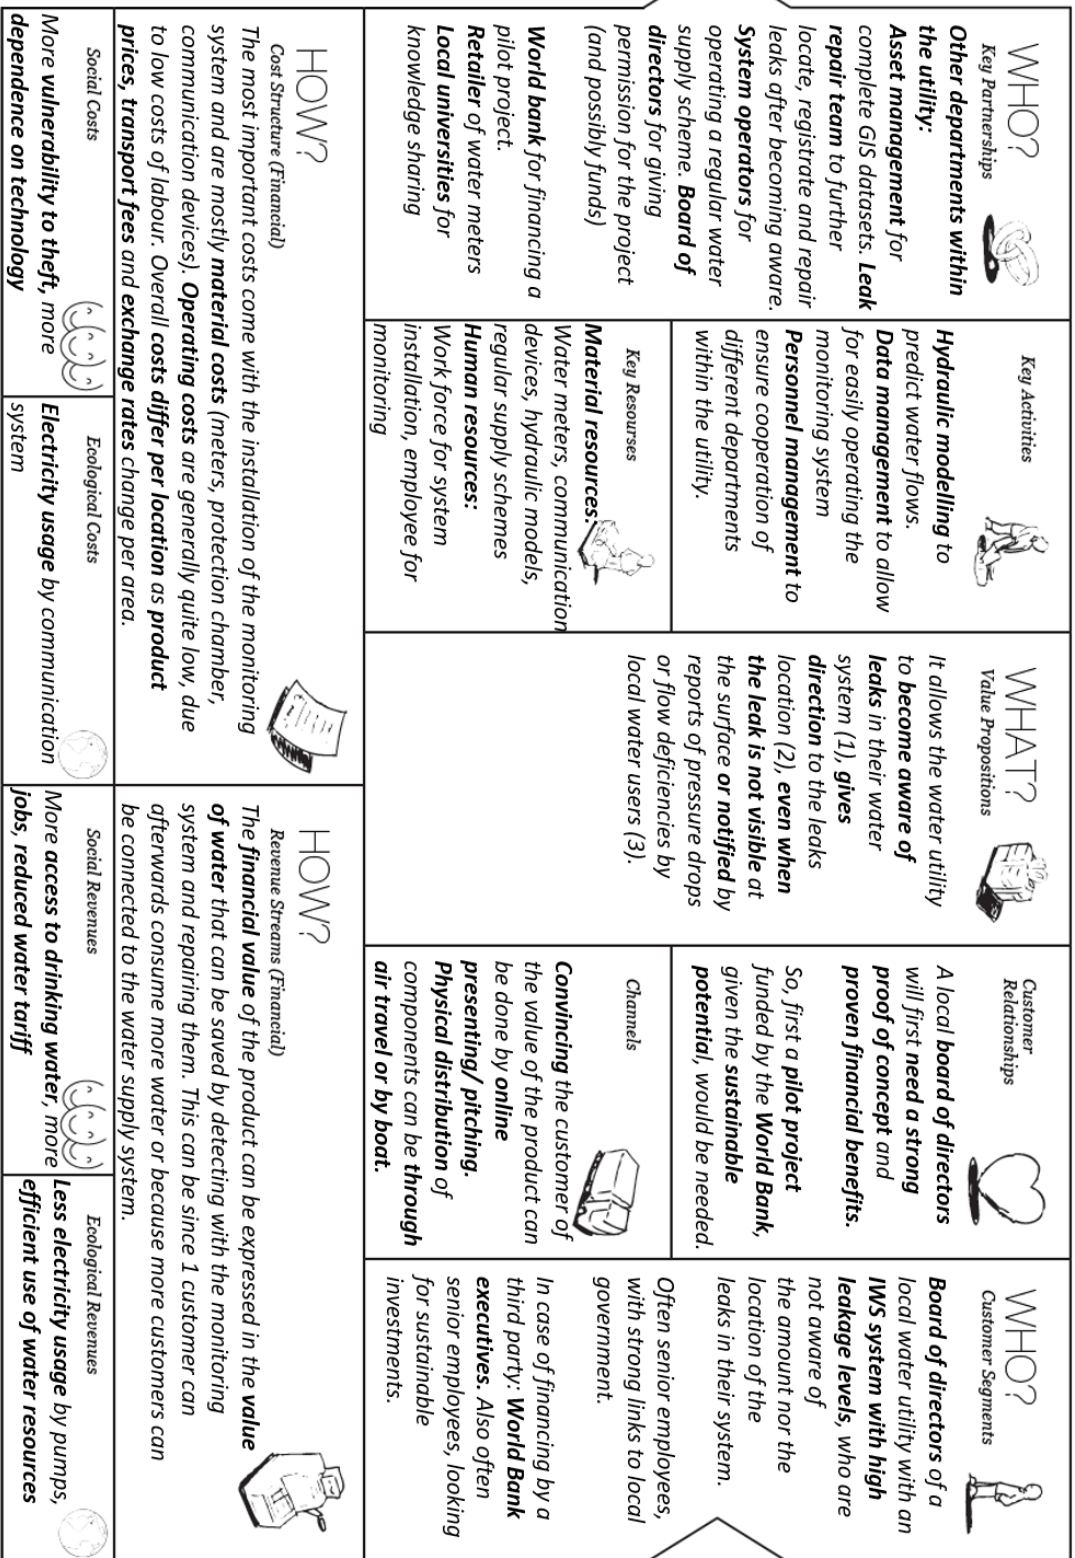 WHO?
Key Partnerships
Other departments within
the utility:
Asset management for
complete GIS datasets. Leak
repair team to further
locate, registrate and repair
leaks after becoming aware.
System operators for
operating a regular water
supply scheme. Board of
directors for giving
permission for the project
(and possibly funds)
World bank for financing a
pilot project.
Retailer of water meters
Local universities for
knowledge sharing
Key Activities
Hydraulic modelling to
predict water flows.
Data management to allow
for easily operating the
monitoring system
Personnel management to
ensure cooperation of
different departments
within the utility.
Key Resourses
Material resources:
Water meters, communication
devices, hydraulic models,
regular supply schemes
Human resources:
Work force for system
installation, employee for
monitoring
WHAT?
Value Propositions
It allows the water utility
to become aware of
leaks in their water
system (1), gives
direction to the leaks
location (2), even when
the leak is not visible at
the surface or notified by
reports of pressure drops
or flow deficiencies by
local water users (3).
Customer
Relationships
A local board of directors
will first need a strong
proof of concept and
proven financial benefits.
So, first a pilot project
funded by the World Bank,
given the sustainable
potential, would be needed.
Channels
Convincing the customer of
the value of the product can
be done by online
presenting/ pitching.
Physical distribution of
components can be through
air travel or by boat.
WHO?
Customer Segments
Board of directors of a
local water utility with an
IWS system with high
leakage levels, who are
not aware of
the amount nor the
location of the
leaks in their system.
Often senior employees,
with strong links to local
government.
In case of financing by a
third party: World Bank
executives. Also often
senior employees, looking
for sustainable
investments.
HOW?
Cost Structure (Financial)
The most important costs come with the installation of the monitoring
system and are mostly material costs (meters, protection chamber,
communication devices). Operating costs are generally quite low, due
to low costs of labour. Overall costs differ per location as product
prices, transport fees and exchange rates change per area.
HOW?
Revenue Streams (Financial)
The financial value of the product can be expressed in the value
of water that can be saved by detecting with the monitoring
system and repairing them. This can be since 1 customer can
afterwards consume more water or because more customers can
be connected to the water supply system.
Social Costs
More vulnerability to theft, more
dependence on technology
Ecological Costs
Electricity usage by communication
system
Social Revenues
More access to drinking water, more
jobs, reduced water tariff
Ecological Revenues
Less electricity usage by pumps,
efficient use of water resources